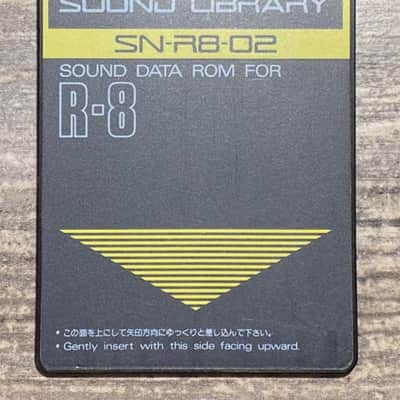 SOUND LIBRARY
SN-R8-02
SOUND DATA ROM FOR
R-8
• この面を上にして矢印方向にゆっくりと差し込んで下さい。
• Gently insert with this side facing upward.